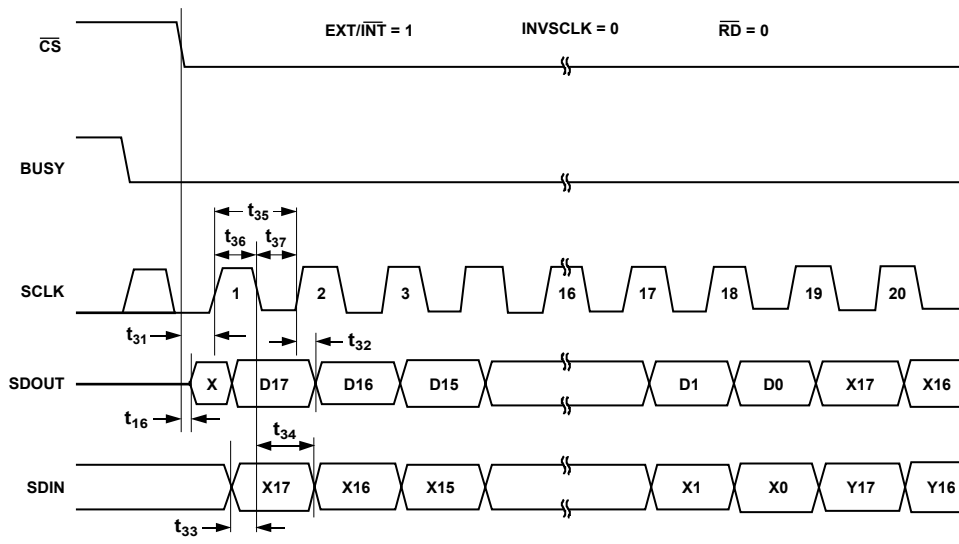 CS EXT/INT = 1 INVSCLK = 0 RD = 0
BUSY
t35
t36 t37
SCLK 1 2 3 16 17 18 19 20
t31 t32
SDOUT X D17 D16 D15 D1 D0 X17 X16
t16 t34
SDIN X17 X16 X15 X1 X0 Y17 Y16
t33